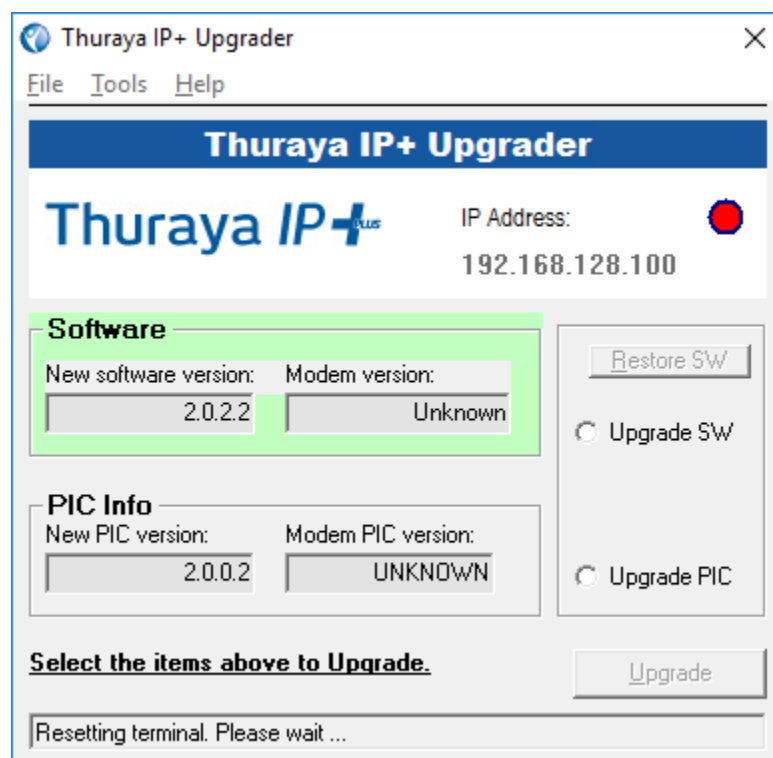 Thuraya IP+ Upgrader
File Tools Help
Thuraya IP+ Upgrader
Thuraya IP+ PLUS
IP Address:
192.168.128.100
Software
New software version: Modem version:
2.0.2.2 Unknown
Restore SW
Upgrade SW
PIC Info
New PIC version: Modem PIC version:
2.0.0.2 UNKNOWN
Upgrade PIC
Select the items above to Upgrade.
Upgrade
Resetting terminal. Please wait ...